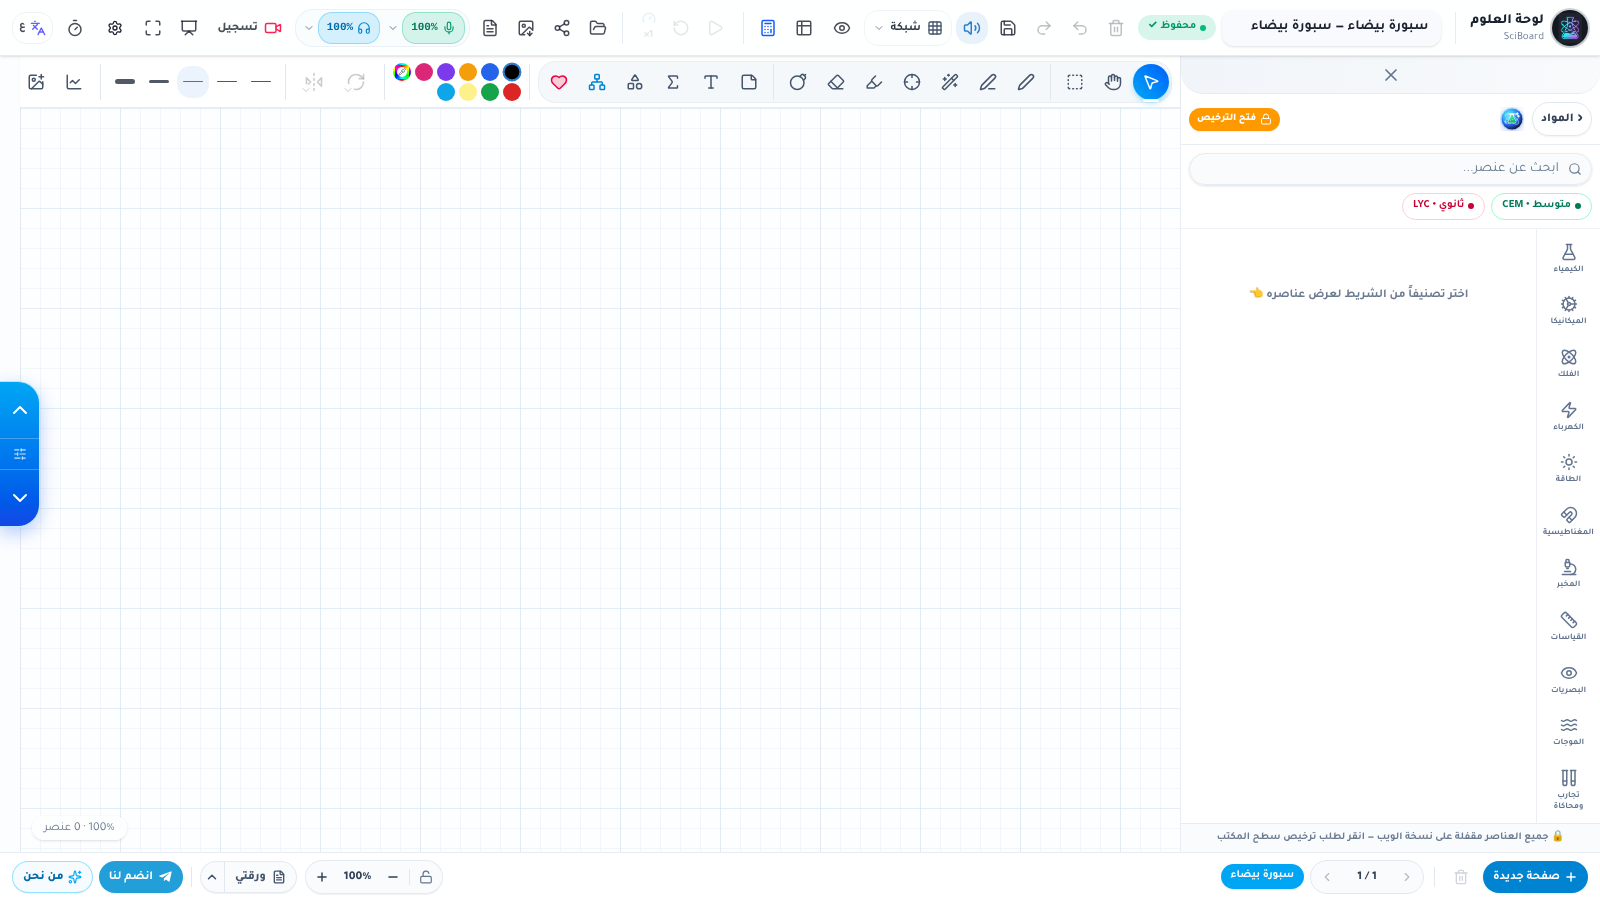 لوحة العلوم
SciBoard
سبورة بيضاء – سبورة بيضاء
محفوظ ✓
شبكة
x1
100%
100%
تسجيل
ع
المواد
فتح الترخيص
ابحث عن عنصر...
متوسط • CEM
ثانوي • LYC
اختر تصنيفاً من الشريط لعرض عناصره 👈
الكيمياء
الميكانيكا
الفلك
الكهرباء
الطاقة
المغناطيسية
المخبر
القياسات
البصريات
الموجات
تجارب
ومحاكاة
🔒 جميع العناصر مقفلة على نسخة الويب – انقر لطلب ترخيص سطح المكتب
100% · 0 عنصر
صفحة جديدة
1 / 1
سبورة بيضاء
100%
ورقتي
انضم لنا
من نحن